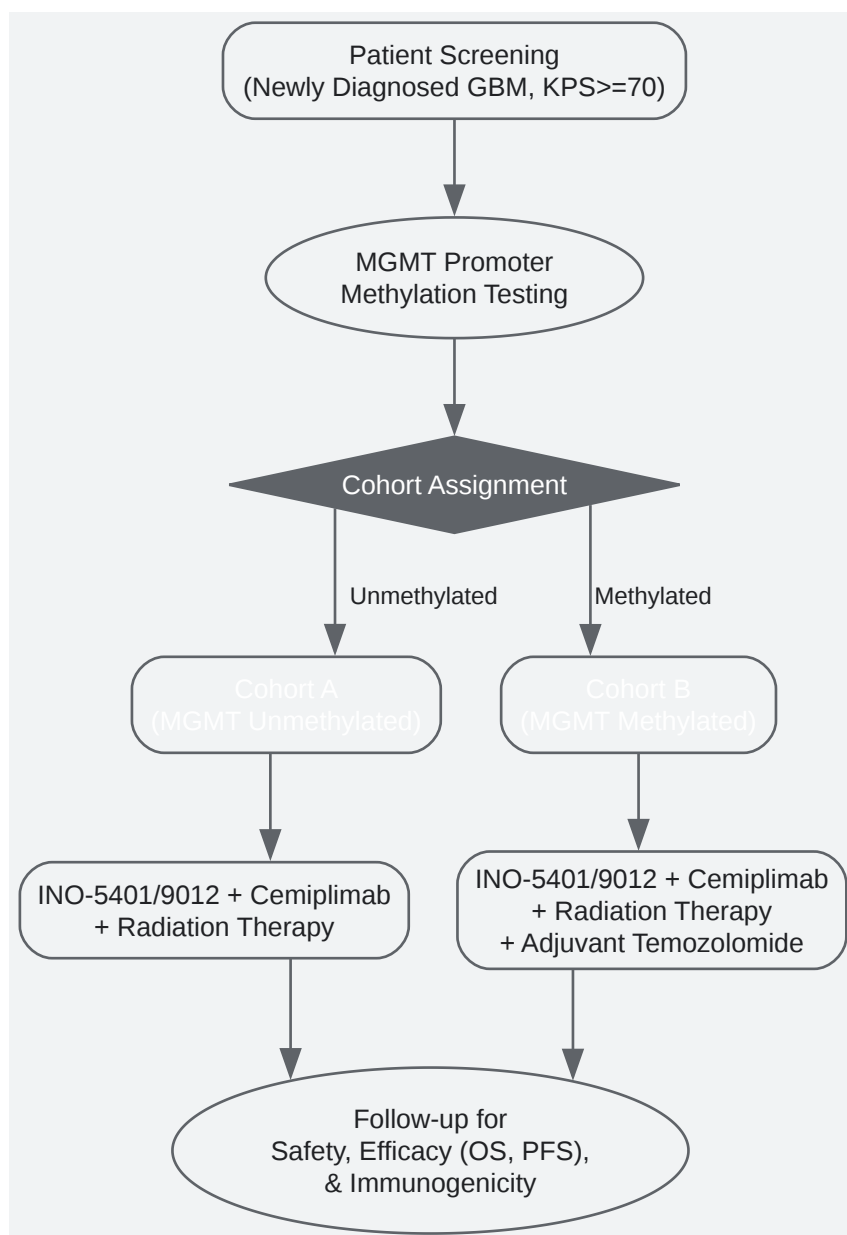 Patient Screening
(Newly Diagnosed GBM, KPS>=70)
MGMT Promoter
Methylation Testing
Cohort Assignment
Unmethylated
Methylated
Cohort A
(MGMT Unmethylated)
Cohort B
(MGMT Methylated)
INO-5401/9012 + Cemiplimab
+ Radiation Therapy
INO-5401/9012 + Cemiplimab
+ Radiation Therapy
+ Adjuvant Temozolomide
Follow-up for
Safety, Efficacy (OS, PFS),
& Immunogenicity